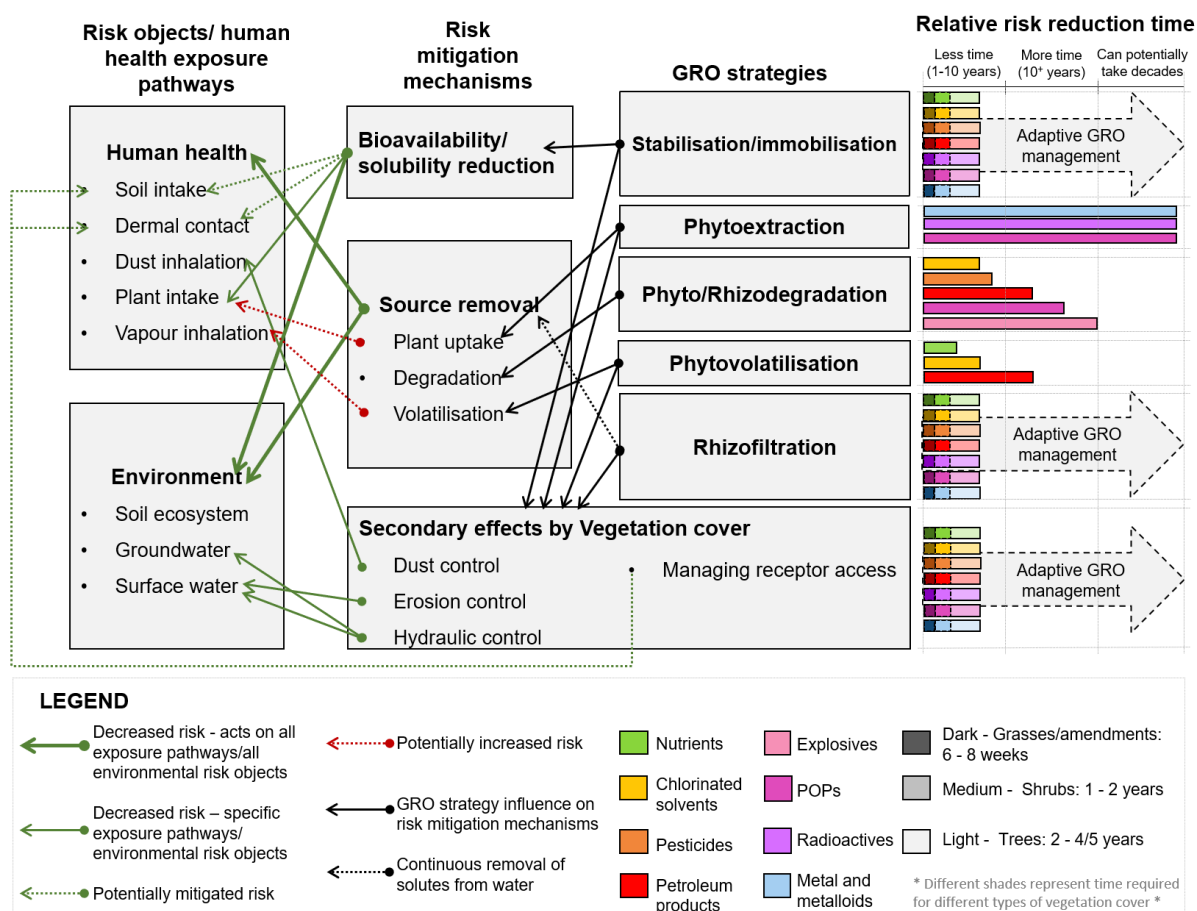 Risk objects/ human
health exposure
pathways
Risk
mitigation
mechanisms
GRO strategies
Relative risk reduction time
Less time
(1-10 years)
More time
(10⁺ years)
Can potentially
take decades
Human health
• Soil intake
• Dermal contact
• Dust inhalation
• Plant intake
• Vapour inhalation
Environment
• Soil ecosystem
• Groundwater
• Surface water
Bioavailability/
solubility reduction
Source removal
Plant uptake
• Degradation
Volatilisation
Secondary effects by Vegetation cover
Dust control
Erosion control
Hydraulic control
• Managing receptor access
Stabilisation/immobilisation
Phytoextraction
Phyto/Rhizodegradation
Phytovolatilisation
Rhizofiltration
Adaptive GRO
management
Adaptive GRO
management
Adaptive GRO
management
LEGEND
Decreased risk - acts on all
exposure pathways/all
environmental risk objects
Decreased risk – specific
exposure pathways/
environmental risk objects
Potentially mitigated risk
Potentially increased risk
GRO strategy influence on
risk mitigation mechanisms
Continuous removal of
solutes from water
Nutrients
Chlorinated
solvents
Pesticides
Petroleum
products
Explosives
POPs
Radioactives
Metal and
metalloids
Dark - Grasses/amendments:
6 - 8 weeks
Medium - Shrubs: 1 - 2 years
Light - Trees: 2 - 4/5 years
* Different shades represent time required
for different types of vegetation cover *